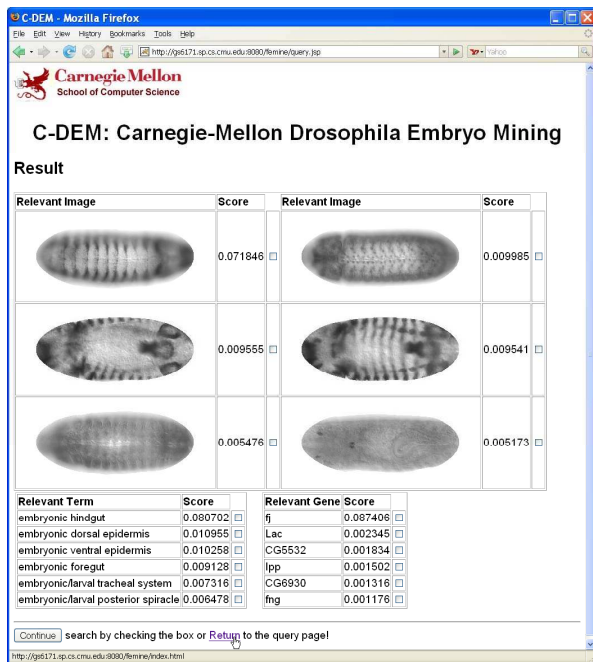 C-DEM - Mozilla Firefox
File Edit View History Bookmarks Tools Help
http://gs6171.sp.cs.cmu.edu:8080/femine/query.jsp
Yahoo
Carnegie Mellon
School of Computer Science
C-DEM: Carnegie-Mellon Drosophila Embryo Mining
Result
Relevant Image Score Relevant Image Score
0.071846 0.009985
0.009555 0.009541
0.005476 0.005173
Relevant Term Score Relevant Gene Score
embryonic hindgut 0.080702 fj 0.087406
embryonic dorsal epidermis 0.010955 Lac 0.002345
embryonic ventral epidermis 0.010258 CG5532 0.001834
embryonic foregut 0.009128 lpp 0.001502
embryonic/larval tracheal system 0.007316 CG6930 0.001316
embryonic/larval posterior spiracle 0.006478 fng 0.001176
Continue search by checking the box or Return to the query page!
http://gs6171.sp.cs.cmu.edu:8080/femine/index.html